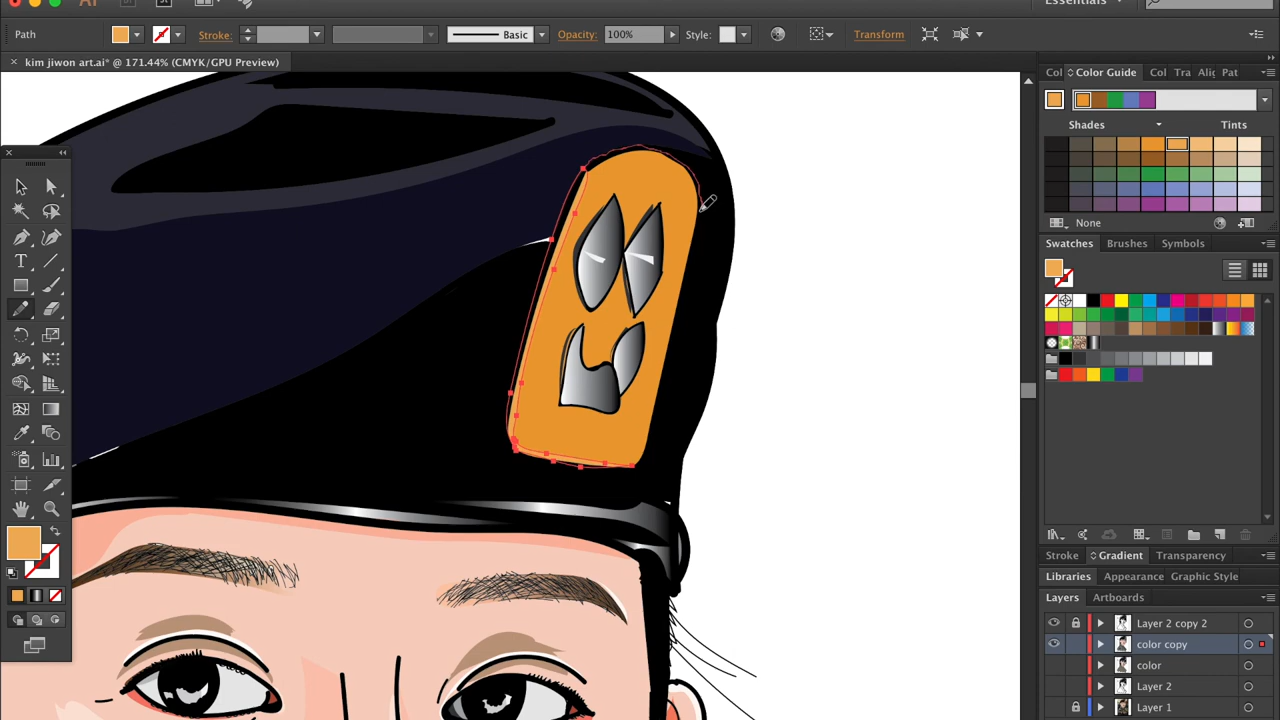 Ai
Essentials
Path
Stroke:
Basic
Opacity:
100%
Style:
Transform
× kim jiwon art.ai* @ 171.44% (CMYK/GPU Preview)
Col
Color Guide
Col
Tra
Alig
Pat
Shades
Tints
None
Swatches
Brushes
Symbols
Stroke
Gradient
Transparency
Libraries
Appearance
Graphic Style
Layers
Artboards
Layer 2 copy 2
color copy
color
Layer 2
Layer 1